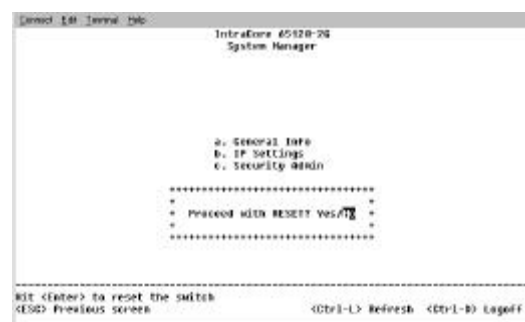 Connect Edit Terminal Help
IntraCore 65120-2G
System Manager
a. General Info
b. IP Settings
c. Security Admin
Proceed with RESET? Yes/No
Hit <Enter> to reset the switch
<ESC> Previous screen <Ctrl-L> Refresh <Ctrl-D> Logoff